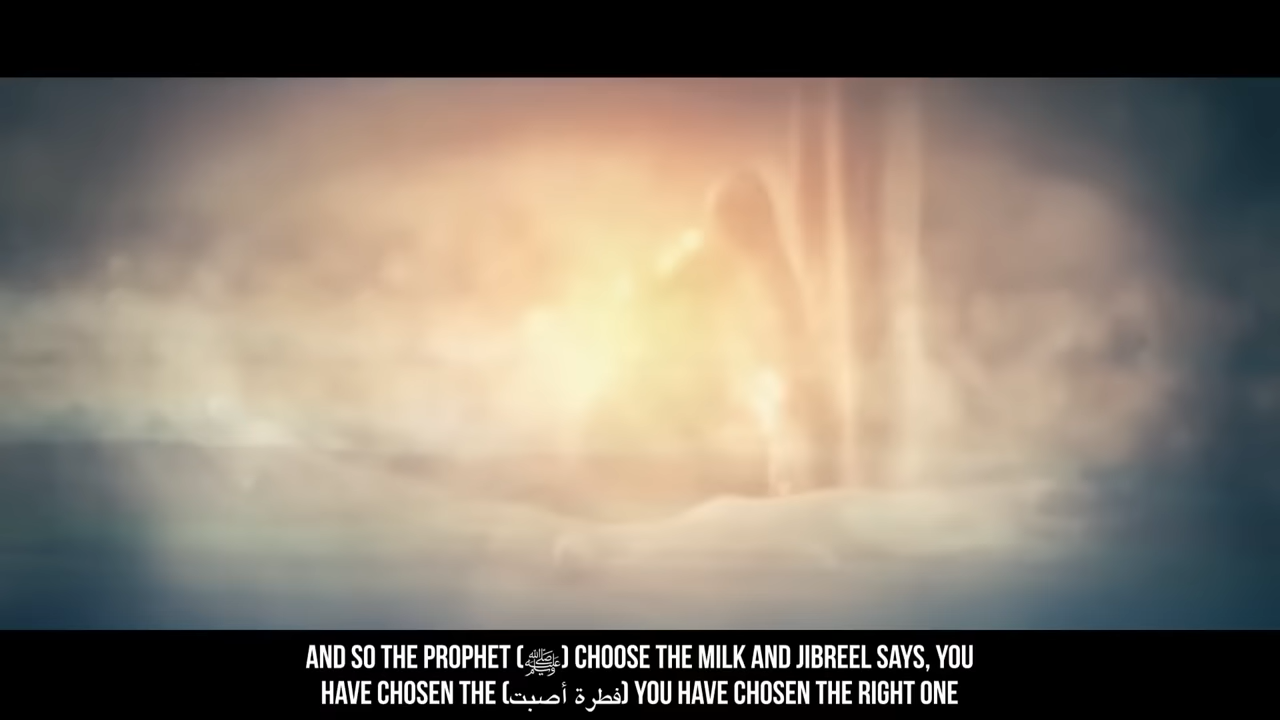 AND SO THE PROPHET (ﷺ) CHOOSE THE MILK AND JIBREEL SAYS, YOU
HAVE CHOSEN THE (فطرة أصبت) YOU HAVE CHOSEN THE RIGHT ONE